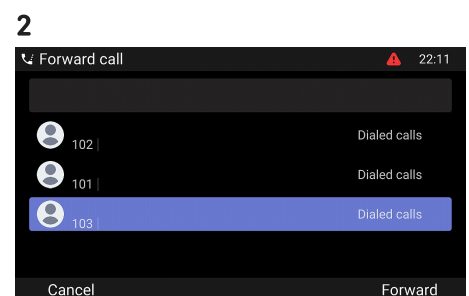 2
Forward call 22:11
102 | Dialed calls
101 | Dialed calls
103 | Dialed calls
Cancel Forward